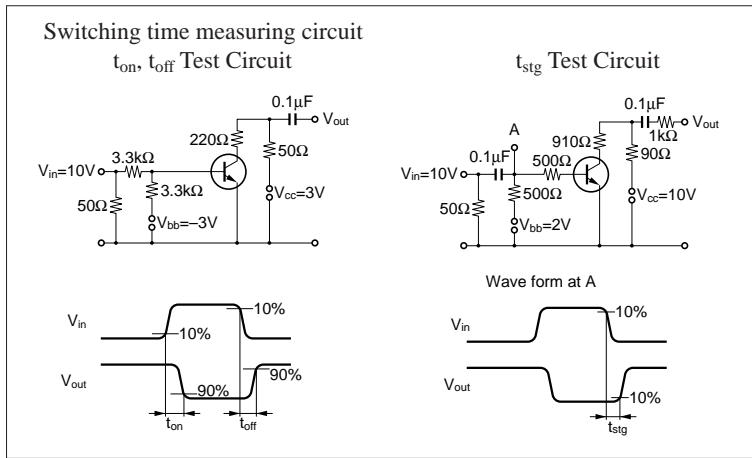 Switching time measuring circuit
ton, toff Test Circuit
tstg Test Circuit
0.1µF
Vout
220Ω
50Ω
Vin=10V
3.3kΩ
3.3kΩ
50Ω
Vbb=–3V
Vcc=3V
0.1µF
Vout
1kΩ
910Ω
90Ω
A
0.1µF
500Ω
Vin=10V
500Ω
50Ω
Vbb=2V
Vcc=10V
Vin
10%
10%
Vout
90%
90%
ton
toff
Wave form at A
Vin
10%
Vout
10%
tstg